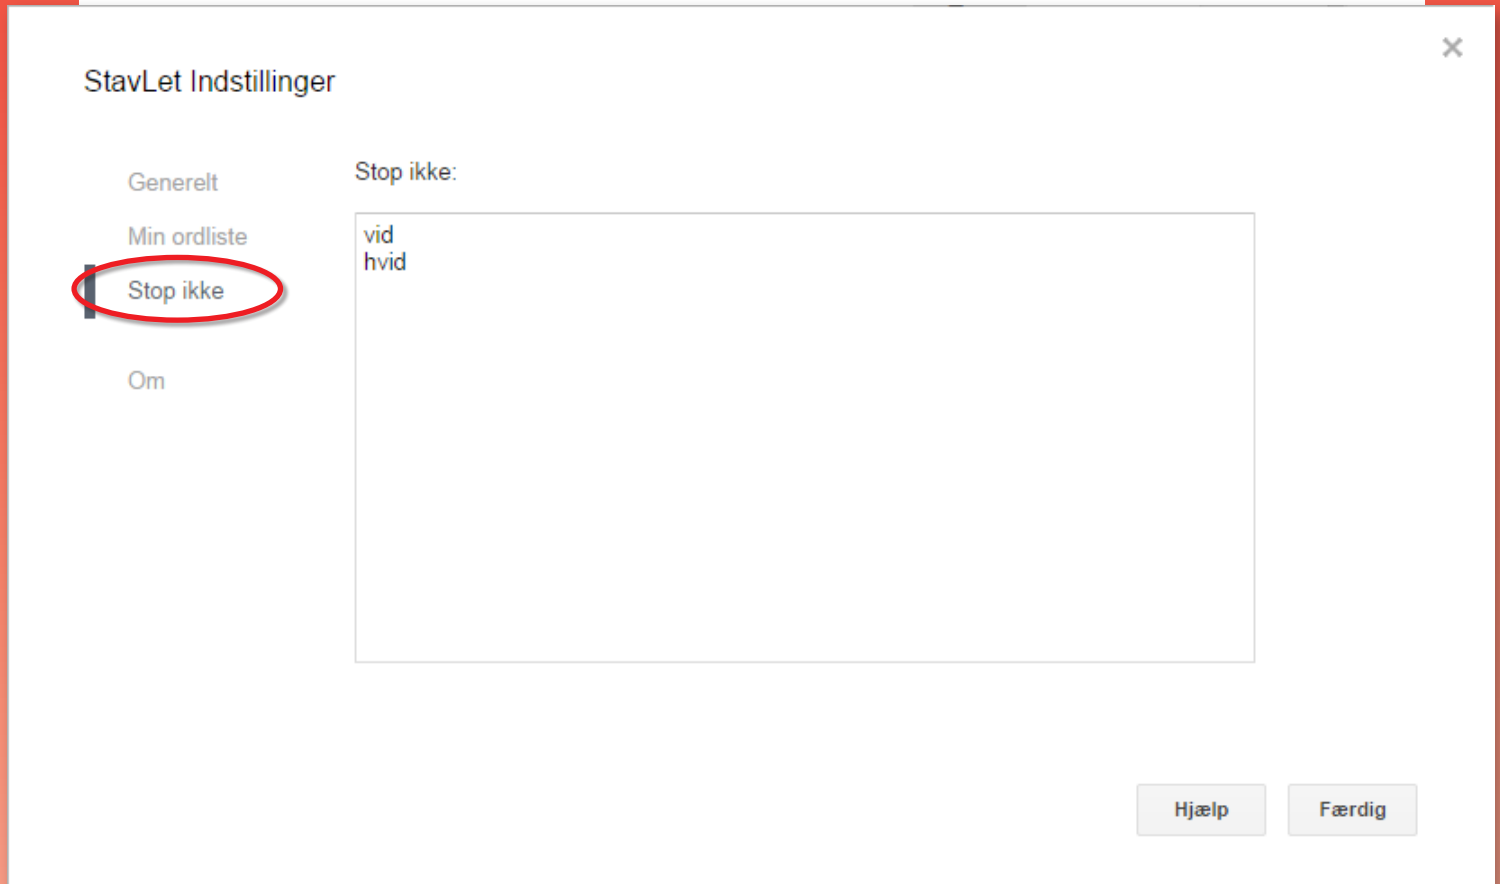 StavLet Indstillinger
Generelt
Min ordliste
Stop ikke
Om
Stop ikke:
vid
hvid
Hjælp
Færdig